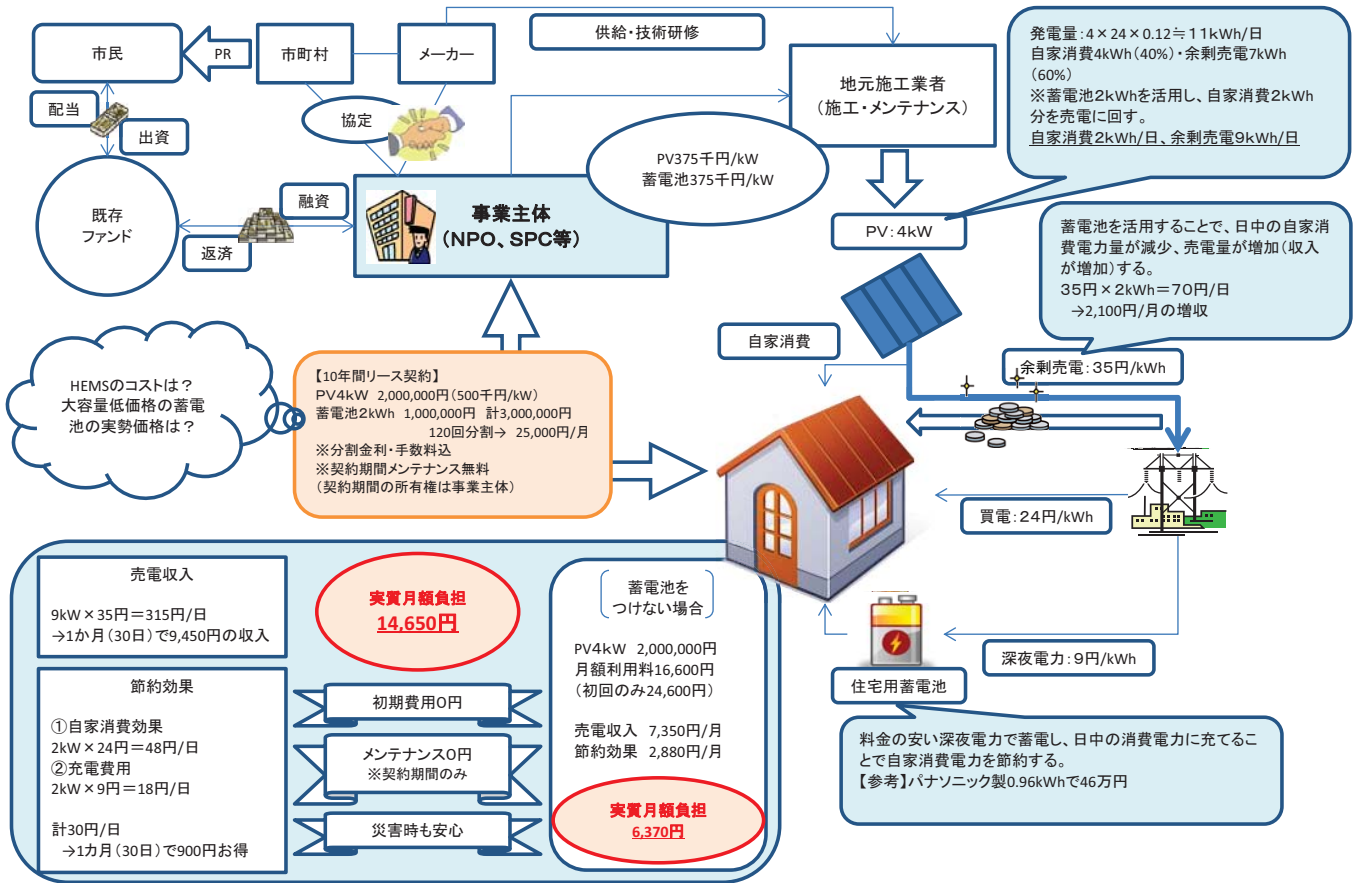 市民
PR
市町村
メーカー
供給・技術研修
地元施工業者
（施工・メンテナンス）
発電量：4×24×0.12≒11kWh/日
自家消費4kWh（40%）・余剰売電7kWh
（60%）
※蓄電池2kWhを活用し、自家消費2kWh
分を売電に回す。
自家消費2kWh/日、余剰売電9kWh/日
配当
出資
協定
PV375千円/kW
蓄電池375千円/kW
既存
ファンド
融資
返済
事業主体
（NPO、SPC等）
PV：4kW
蓄電池を活用することで、日中の自家消
費電力量が減少、売電量が増加（収入
が増加）する。
35円×2kWh＝70円/日
→2,100円/月の増収
自家消費
余剰売電：35円/kWh
HEMSのコストは？
大容量低価格の蓄電
池の実勢価格は？
【10年間リース契約】
PV4kW 2,000,000円（500千円/kW）
蓄電池2kWh 1,000,000円 計3,000,000円
120回分割→ 25,000円/月
※分割金利・手数料込
※契約期間メンテナンス無料
（契約期間の所有権は事業主体）
買電：24円/kWh
深夜電力：9円/kWh
住宅用蓄電池
料金の安い深夜電力で蓄電し、日中の消費電力に充てるこ
とで自家消費電力を節約する。
【参考】パナソニック製0.96kWhで46万円
売電収入
9kW×35円＝315円/日
→1か月（30日）で9,450円の収入
実質月額負担
14,650円
節約効果
①自家消費効果
2kW×24円＝48円/日
②充電費用
2kW×9円＝18円/日
計30円/日
→1カ月（30日）で900円お得
初期費用0円
メンテナンス0円
※契約期間のみ
災害時も安心
蓄電池を
つけない場合
PV4kW 2,000,000円
月額利用料16,600円
（初回のみ24,600円）
売電収入 7,350円/月
節約効果 2,880円/月
実質月額負担
6,370円